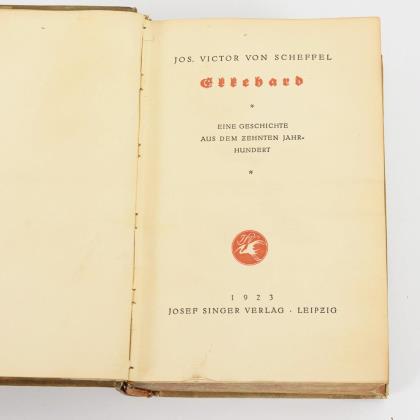 JOS. VICTOR VON SCHEFFEL
Ekkehard
*
EINE GESCHICHTE
AUS DEM ZEHNTEN JAHR-
HUNDERT
*
1923
JOSEF SINGER VERLAG · LEIPZIG